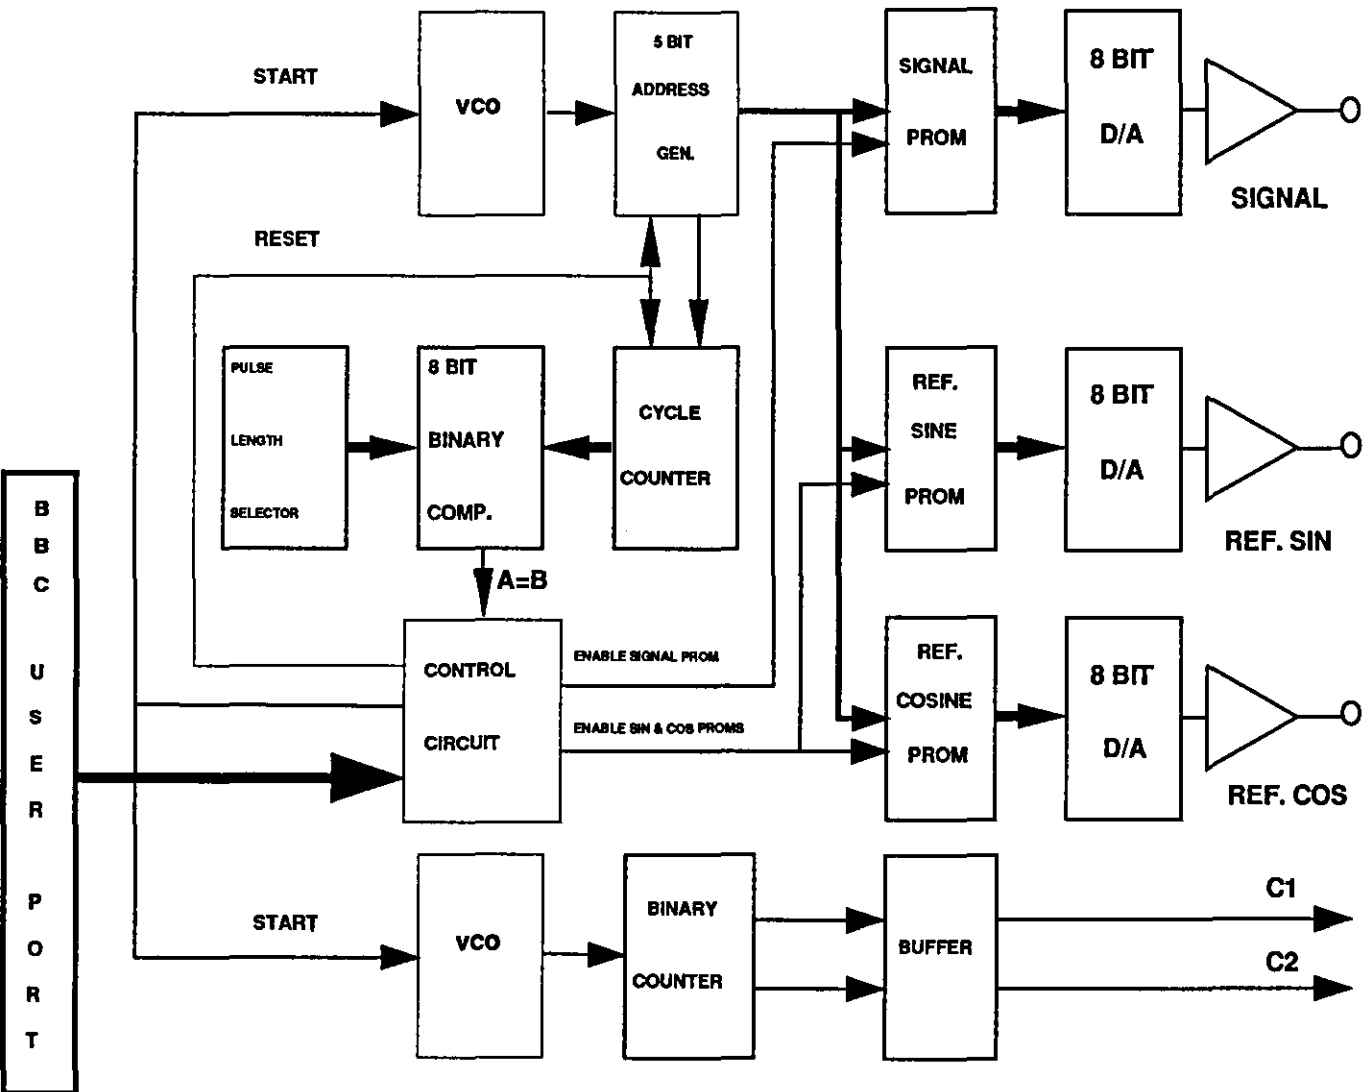 START
VCO
5 BIT
ADDRESS
GEN.
SIGNAL
PROM
8 BIT
D/A
SIGNAL
RESET
PULSE
LENGTH
SELECTOR
8 BIT
BINARY
COMP.
CYCLE
COUNTER
REF.
SINE
PROM
8 BIT
D/A
REF. SIN
A=B
CONTROL
CIRCUIT
ENABLE SIGNAL PROM
ENABLE SIN & COS PROMS
REF.
COSINE
PROM
8 BIT
D/A
REF. COS
B
B
C
U
S
E
R
P
O
R
T
START
VCO
BINARY
COUNTER
BUFFER
C1
C2